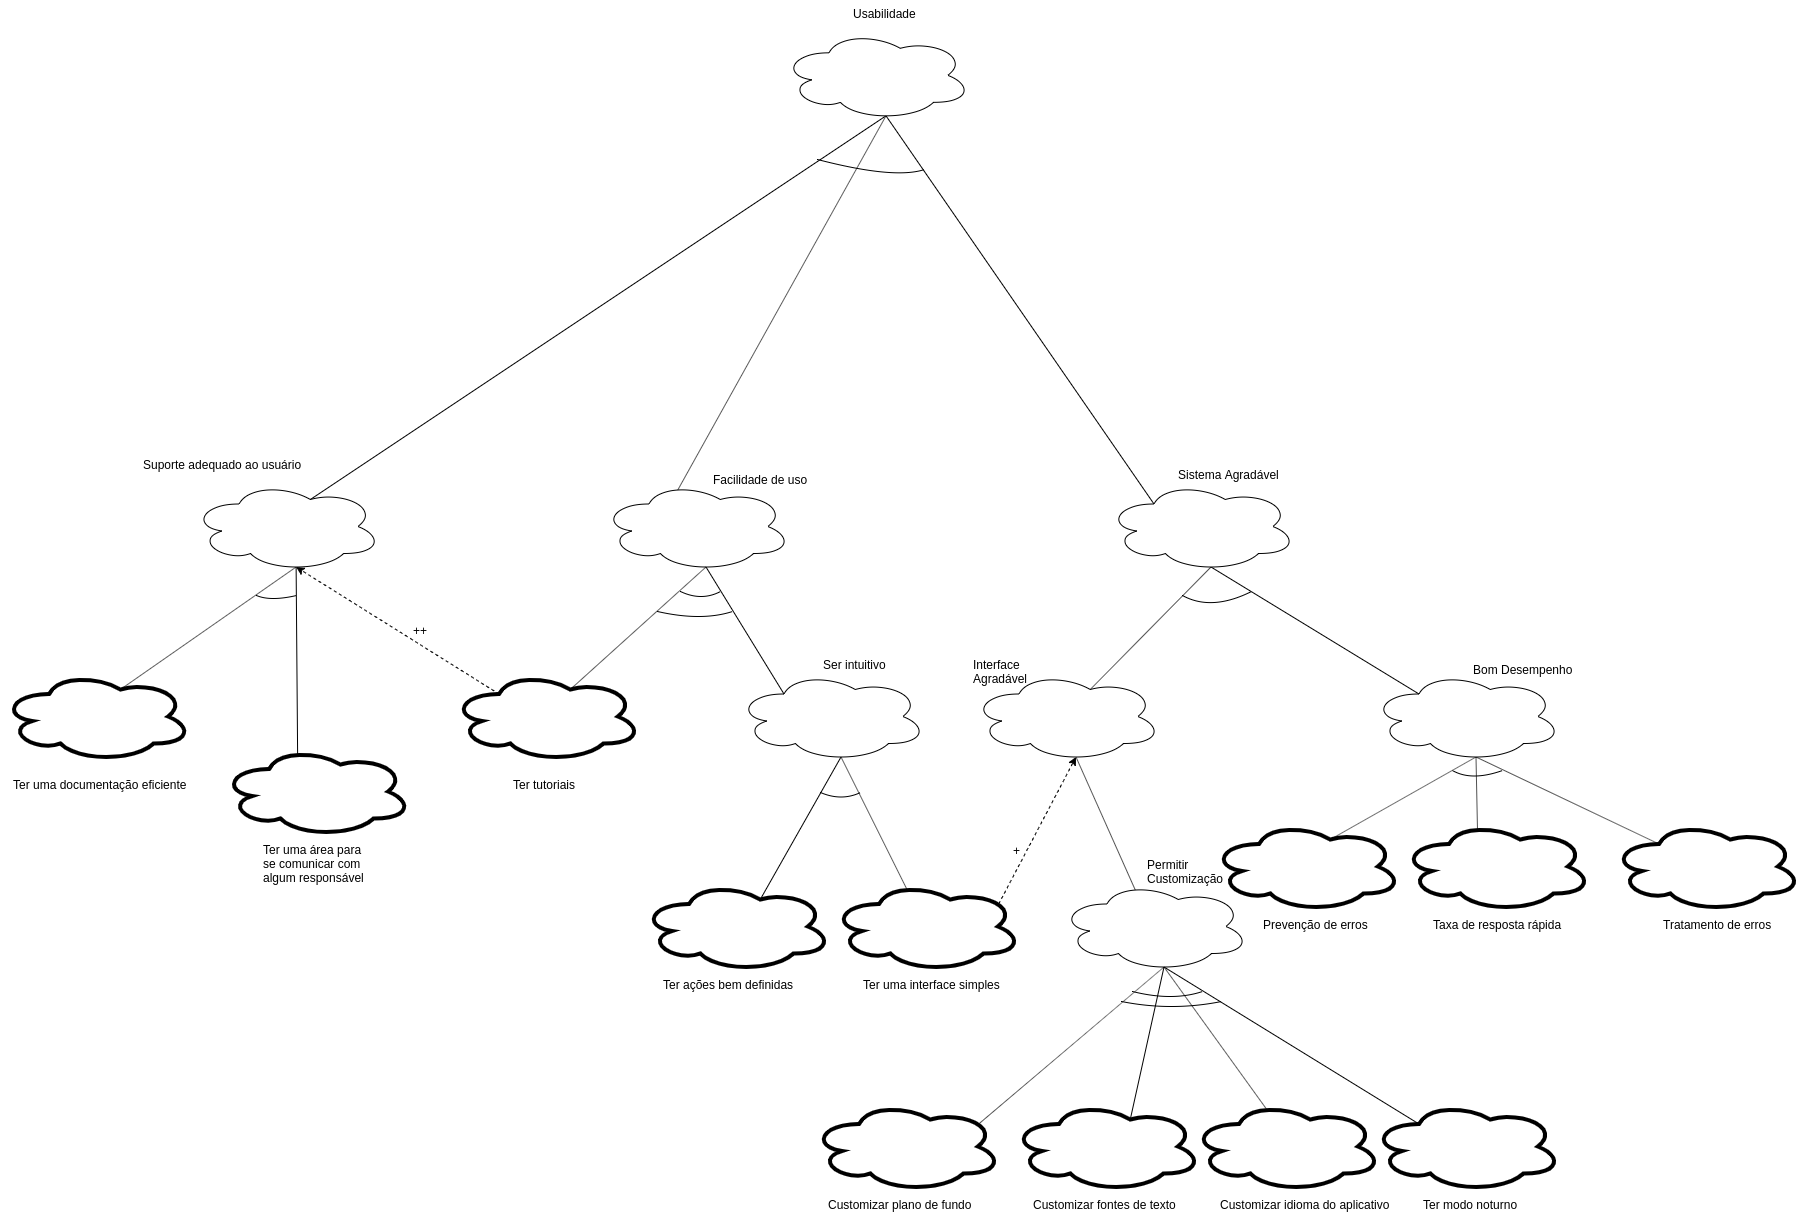 Usabilidade
Suporte adequado ao usuário
Facilidade de uso
Sistema Agradável
++
Ser intuitivo
Interface
Agradável
Bom Desempenho
Ter uma documentação eficiente
Ter tutoriais
Ter uma área para
se comunicar com
algum responsável
+
Permitir
Customização
Prevenção de erros
Taxa de resposta rápida
Tratamento de erros
Ter ações bem definidas
Ter uma interface simples
Customizar plano de fundo
Customizar fontes de texto
Customizar idioma do aplicativo
Ter modo noturno